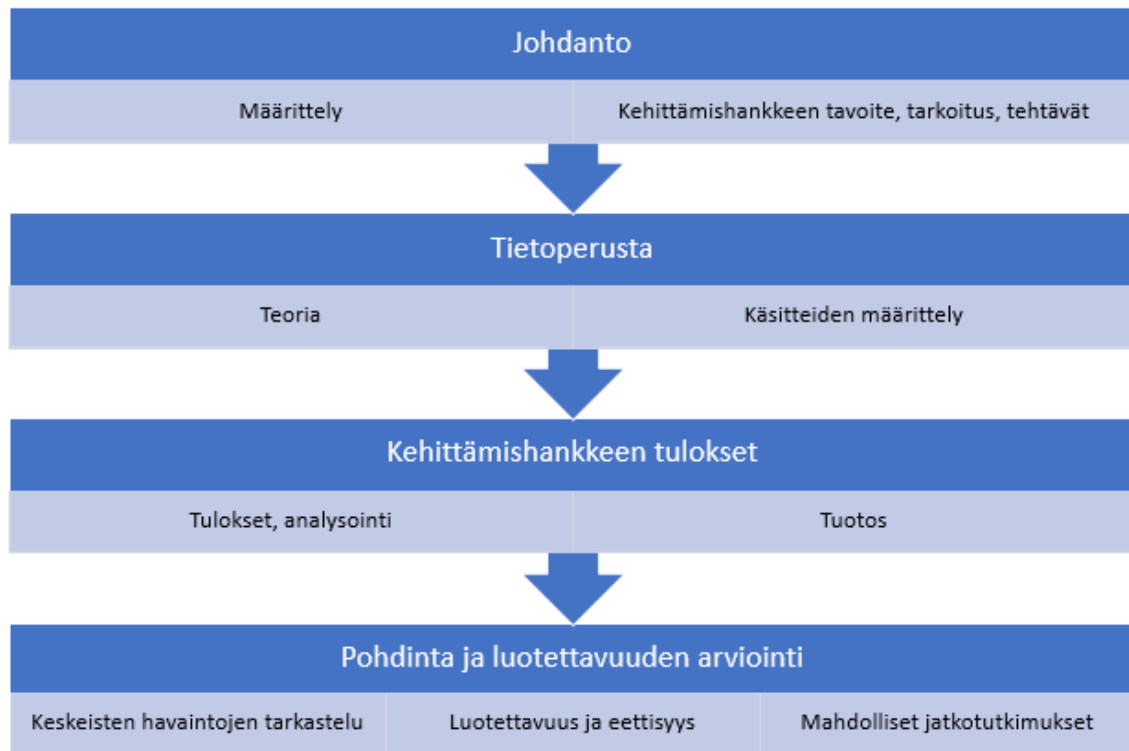 Johdanto
Määrittely
Kehittämishankkeen tavoite, tarkoitus, tehtävät
Tietoperusta
Teoria
Käsitteiden määrittely
Kehittämishankkeen tulokset
Tulokset, analysointi
Tuotos
Pohdinta ja luotettavuuden arviointi
Keskeisten havaintojen tarkastelu
Luotettavuus ja eettisyys
Mahdolliset jatkotutkimukset